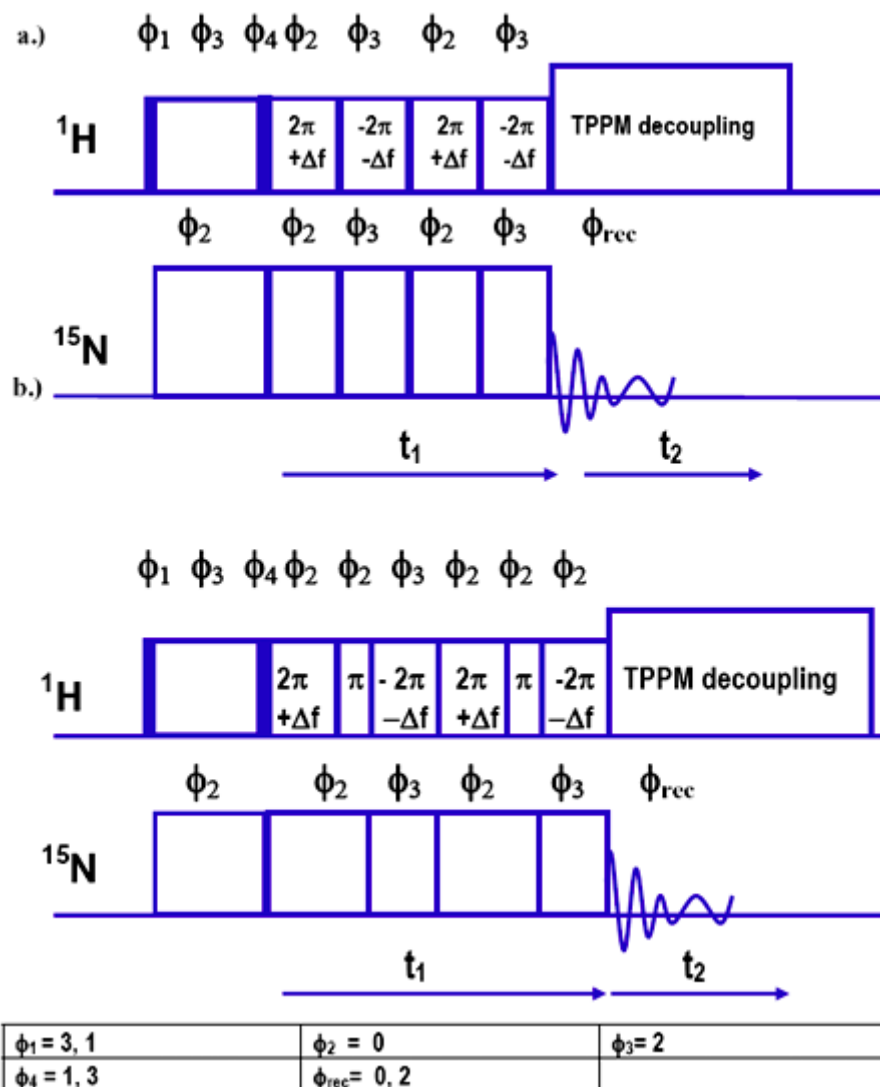 a.)
ϕ1 ϕ3 ϕ4 ϕ2 ϕ3 ϕ2 ϕ3
1H
2π -2π 2π -2π
+Δf -Δf +Δf -Δf
TPPM decoupling
ϕ2 ϕ2 ϕ3 ϕ2 ϕ3 ϕrec
15N
b.)
t1 t2
ϕ1 ϕ3 ϕ4 ϕ2 ϕ2 ϕ3 ϕ2 ϕ2 ϕ2
1H
2π π - 2π 2π π -2π
+Δf −Δf +Δf −Δf
TPPM decoupling
ϕ2 ϕ2 ϕ3 ϕ2 ϕ3 ϕrec
15N
t1 t2
ϕ1 = 3, 1 ϕ2 = 0 ϕ3= 2
ϕ4 = 1, 3 ϕrec= 0, 2